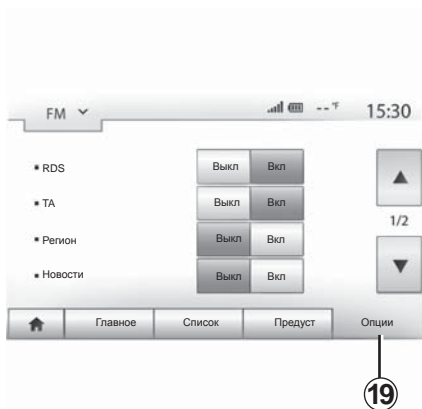 FM -- °F 15:30
▪ RDS Выкл Вкл
▪ TA Выкл Вкл
1/2
▪ Регион Выкл Вкл
▪ Новости Выкл Вкл
Главное Список Предуст Опции
19